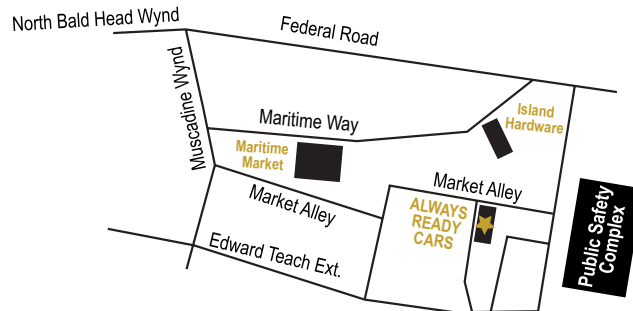 North Bald Head Wynd
Federal Road
Muscadine Wynd
Maritime Way
Island
Hardware
Maritime
Market
Market Alley
Market Alley
ALWAYS
READY
CARS
Public Safety
Complex
Edward Teach Ext.